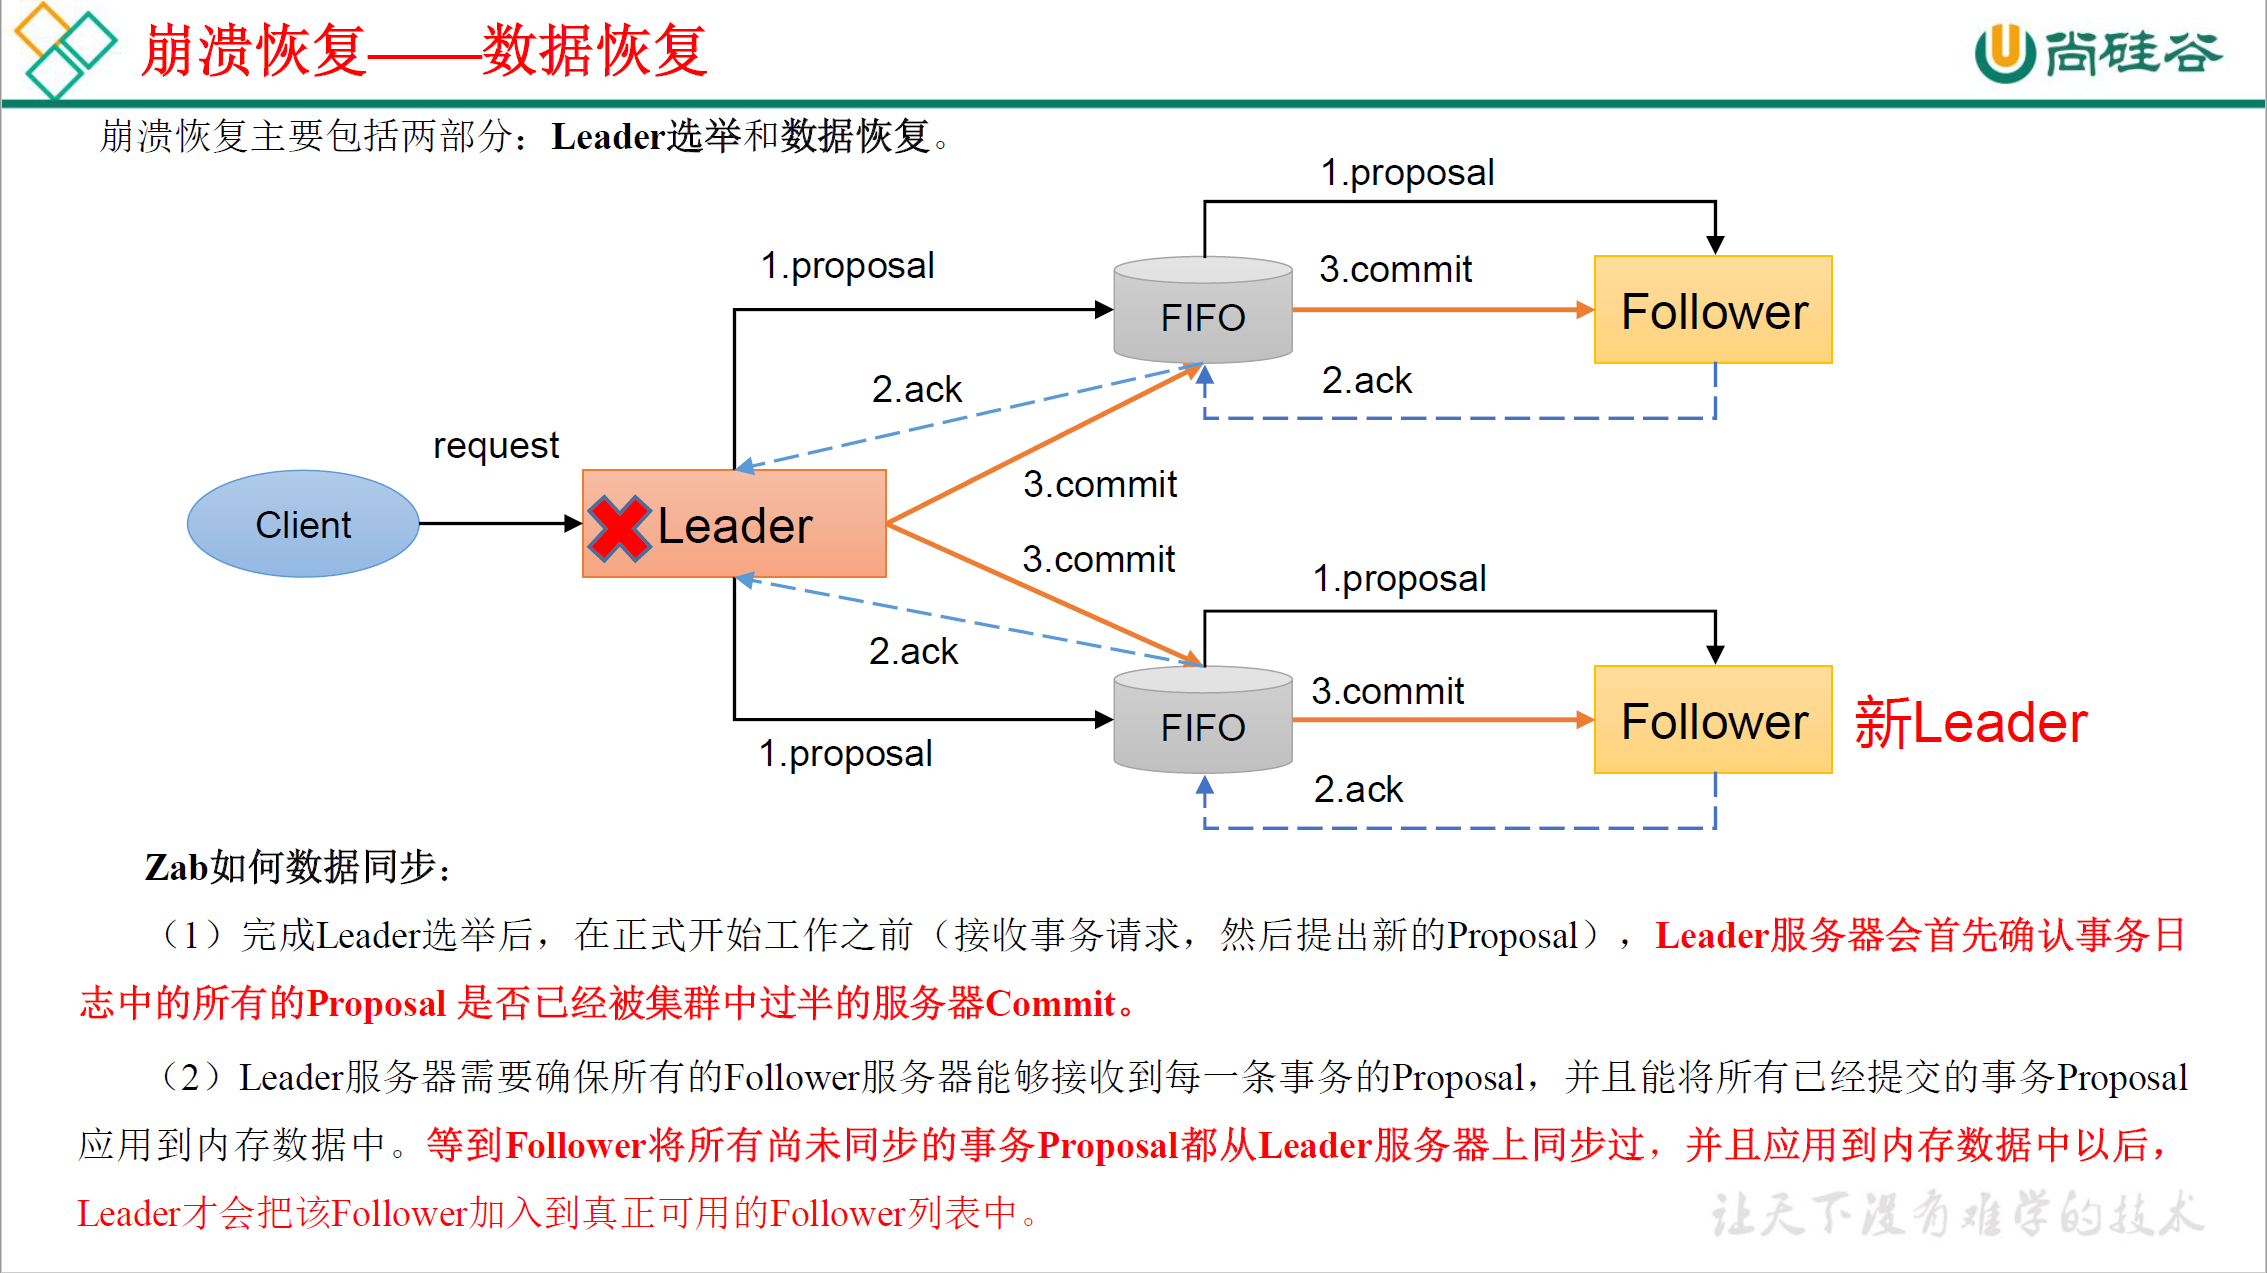 崩溃恢复——数据恢复
尚硅谷
崩溃恢复主要包括两部分：Leader选举和数据恢复。
1.proposal
1.proposal
FIFO
3.commit
Follower
2.ack
2.ack
request
3.commit
Client
Leader
3.commit
1.proposal
2.ack
3.commit
FIFO
Follower
新Leader
1.proposal
2.ack
Zab如何数据同步：
（1）完成Leader选举后，在正式开始工作之前（接收事务请求，然后提出新的Proposal），Leader服务器会首先确认事务日
志中的所有的Proposal 是否已经被集群中过半的服务器Commit。
（2）Leader服务器需要确保所有的Follower服务器能够接收到每一条事务的Proposal，并且能将所有已经提交的事务Proposal
应用到内存数据中。等到Follower将所有尚未同步的事务Proposal都从Leader服务器上同步过，并且应用到内存数据中以后，
Leader才会把该Follower加入到真正可用的Follower列表中。
让天下没有难学的技术